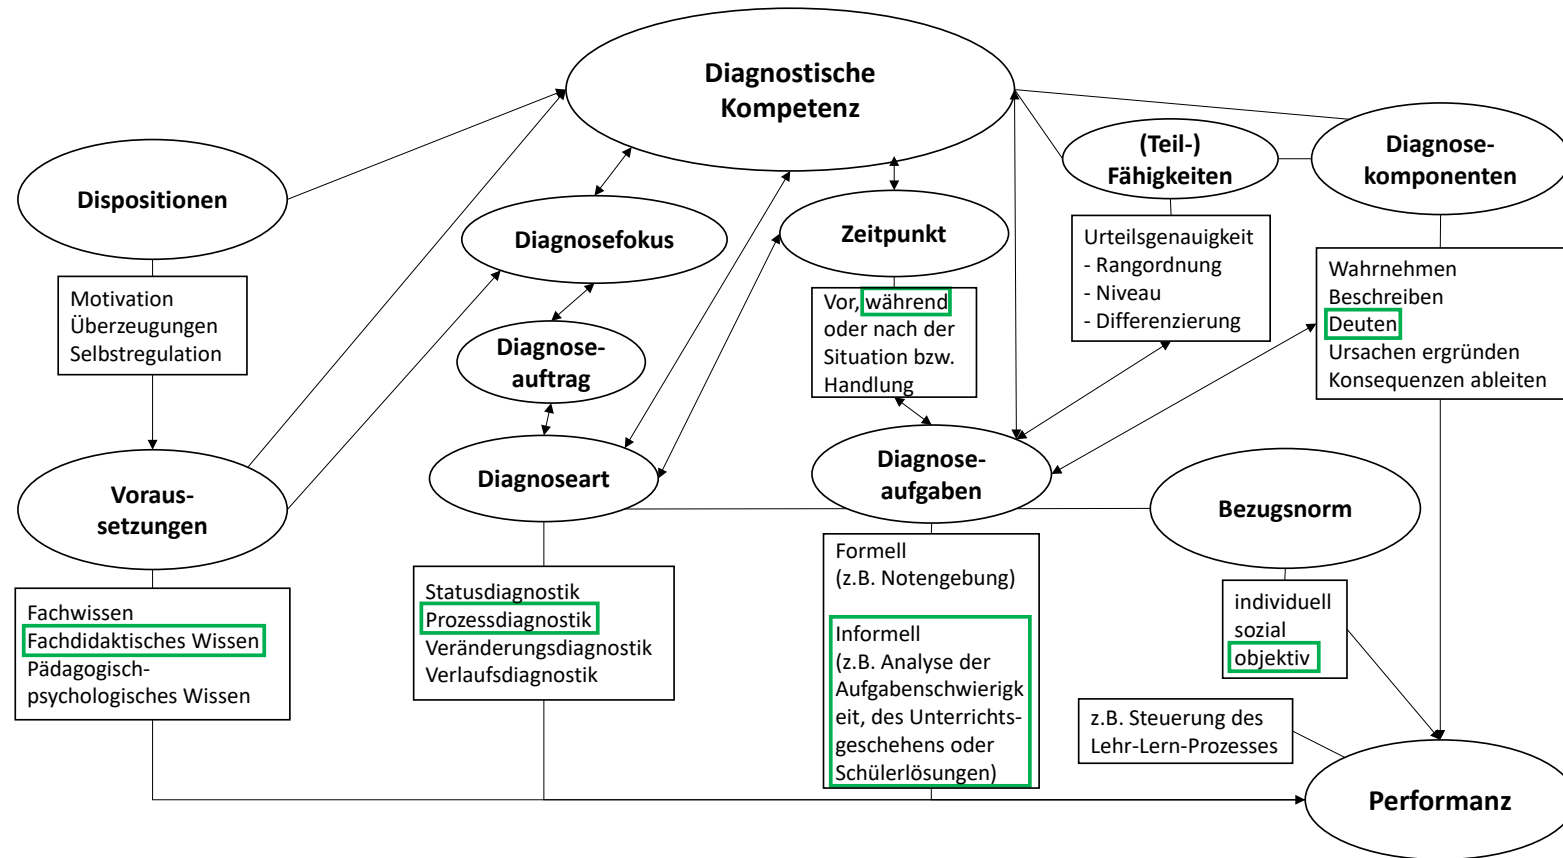 Diagnostische
Kompetenz
Dispositionen
Motivation
Überzeugungen
Selbstregulation
Voraus-
setzungen
Fachwissen
Fachdidaktisches Wissen
Pädagogisch-
psychologisches Wissen
Diagnosefokus
Diagnose-
auftrag
Diagnoseart
Statusdiagnostik
Prozessdiagnostik
Veränderungsdiagnostik
Verlaufsdiagnostik
Zeitpunkt
Vor, während
oder nach der
Situation bzw.
Handlung
Diagnose-
aufgaben
Formell
(z.B. Notengebung)
Informell
(z.B. Analyse der
Aufgabenschwierigk
eit, des Unterrichts-
geschehens oder
Schülerlösungen)
(Teil-)
Fähigkeiten
Urteilsgenauigkeit
- Rangordnung
- Niveau
- Differenzierung
Diagnose-
komponenten
Wahrnehmen
Beschreiben
Deuten
Ursachen ergründen
Konsequenzen ableiten
Bezugsnorm
individuell
sozial
objektiv
z.B. Steuerung des
Lehr-Lern-Prozesses
Performanz